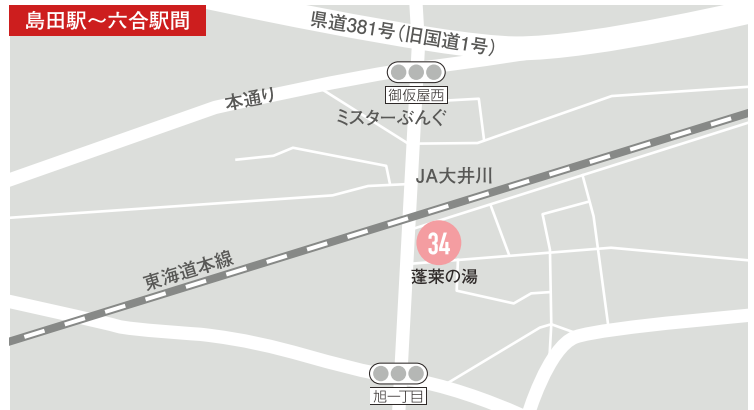 島田駅〜六合駅間
県道381号（旧国道1号）
御仮屋西
本通り
ミスターぶんぐ
JA大井川
34
蓬莱の湯
東海道本線
旭一丁目